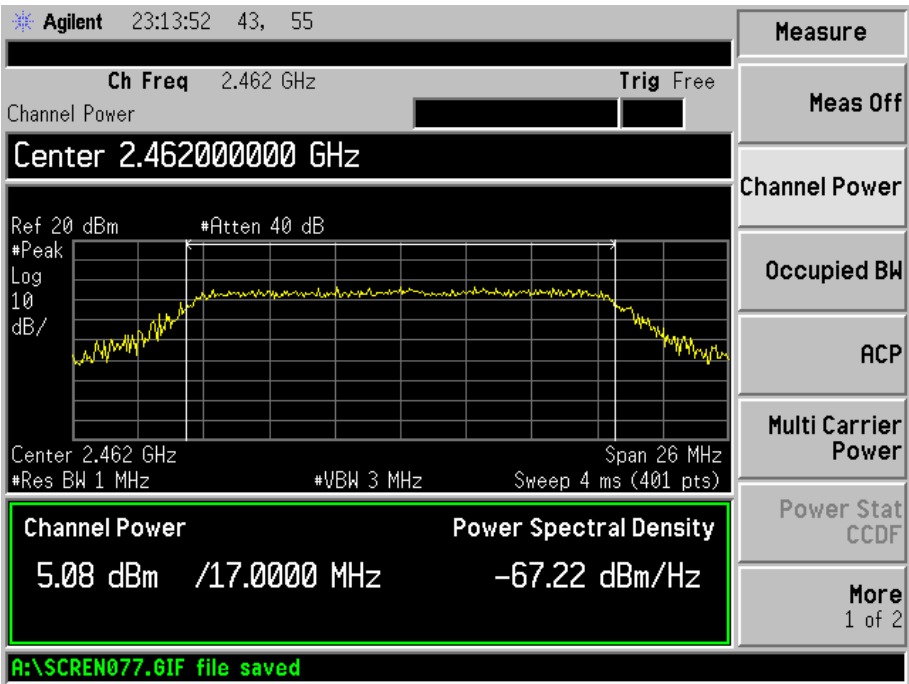 Agilent 23:13:52 43, 55
Measure
Ch Freq 2.462 GHz Trig Free
Channel Power
Meas Off
Center 2.462000000 GHz
Channel Power
Ref 20 dBm #Atten 40 dB
#Peak
Log
10
dB/
Occupied BW
ACP
Multi Carrier
Power
Center 2.462 GHz Span 26 MHz
#Res BW 1 MHz #VBW 3 MHz Sweep 4 ms (401 pts)
Power Stat
CCDF
Channel Power Power Spectral Density
5.08 dBm /17.0000 MHz -67.22 dBm/Hz
More
1 of 2
A:\SCREN077.GIF file saved